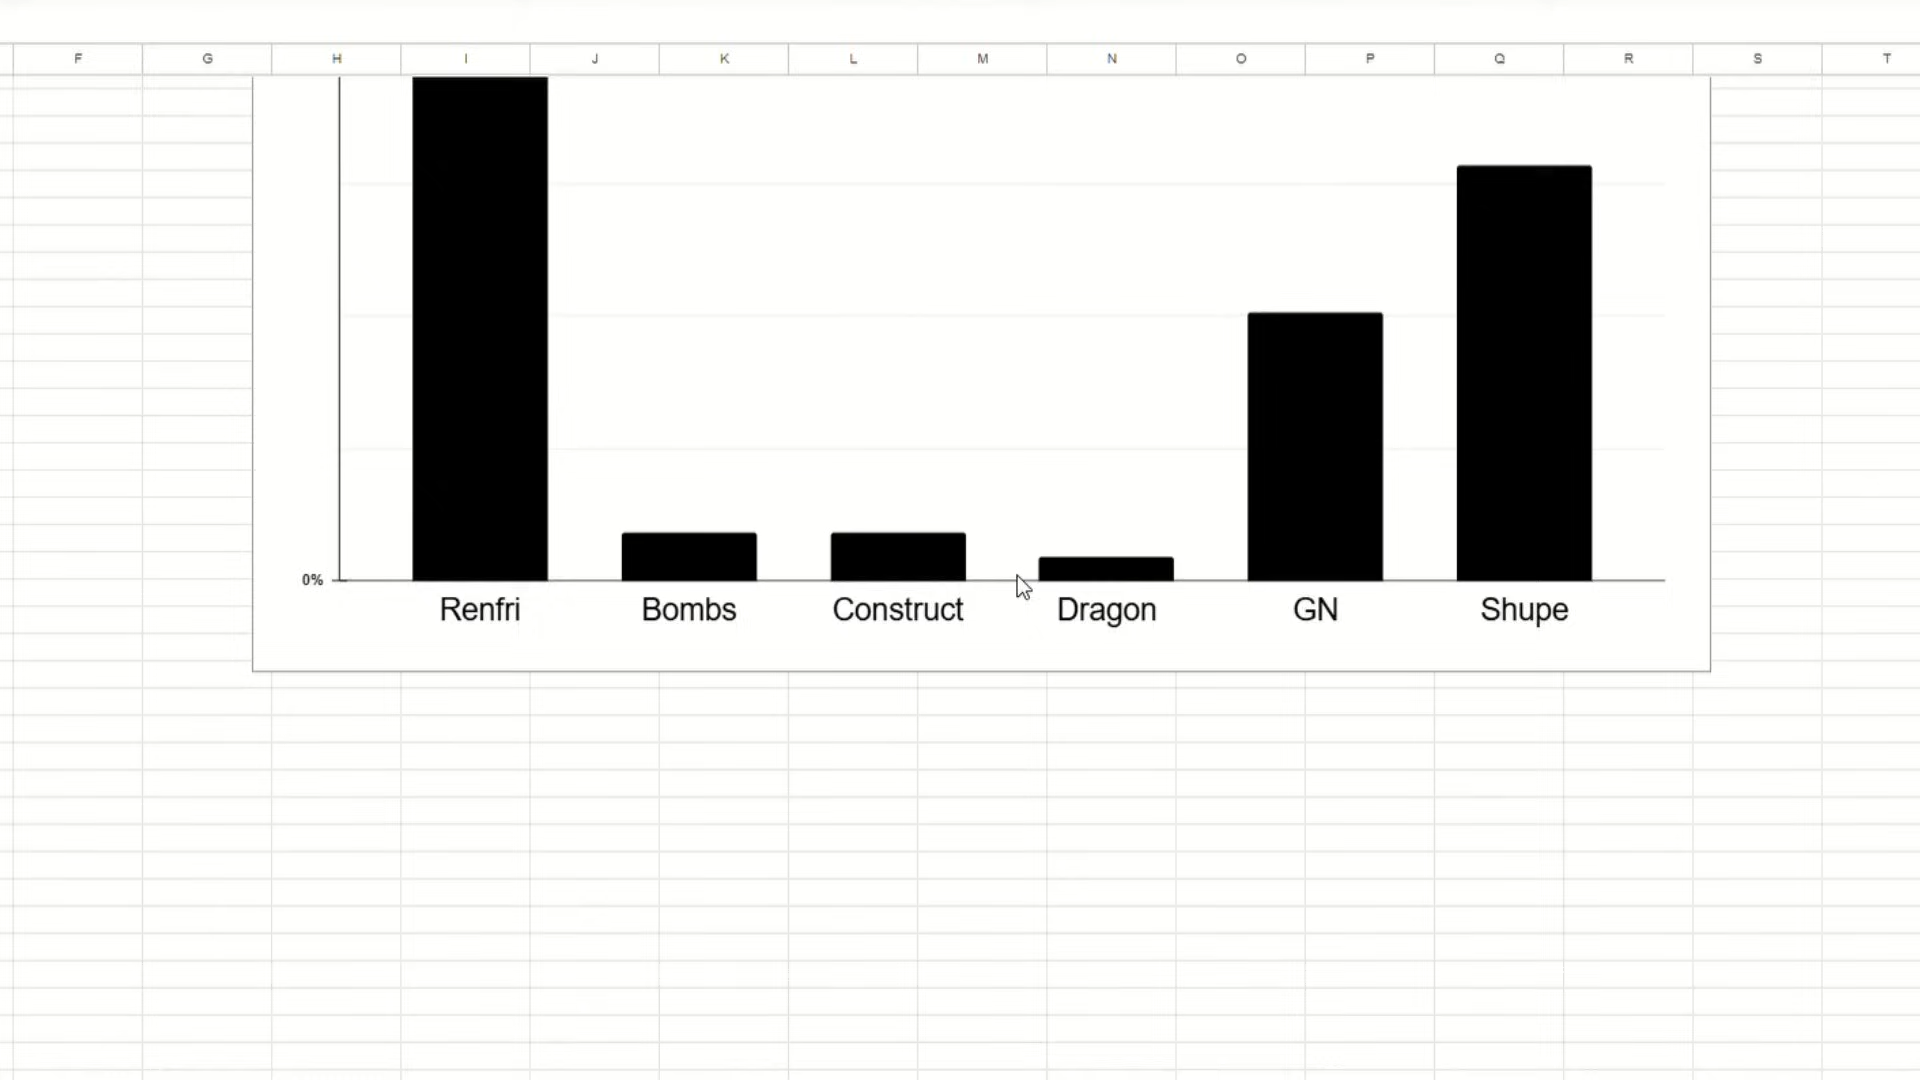 F G H I J K L M N O P Q R S T
0%
Renfri Bombs Construct Dragon GN Shupe